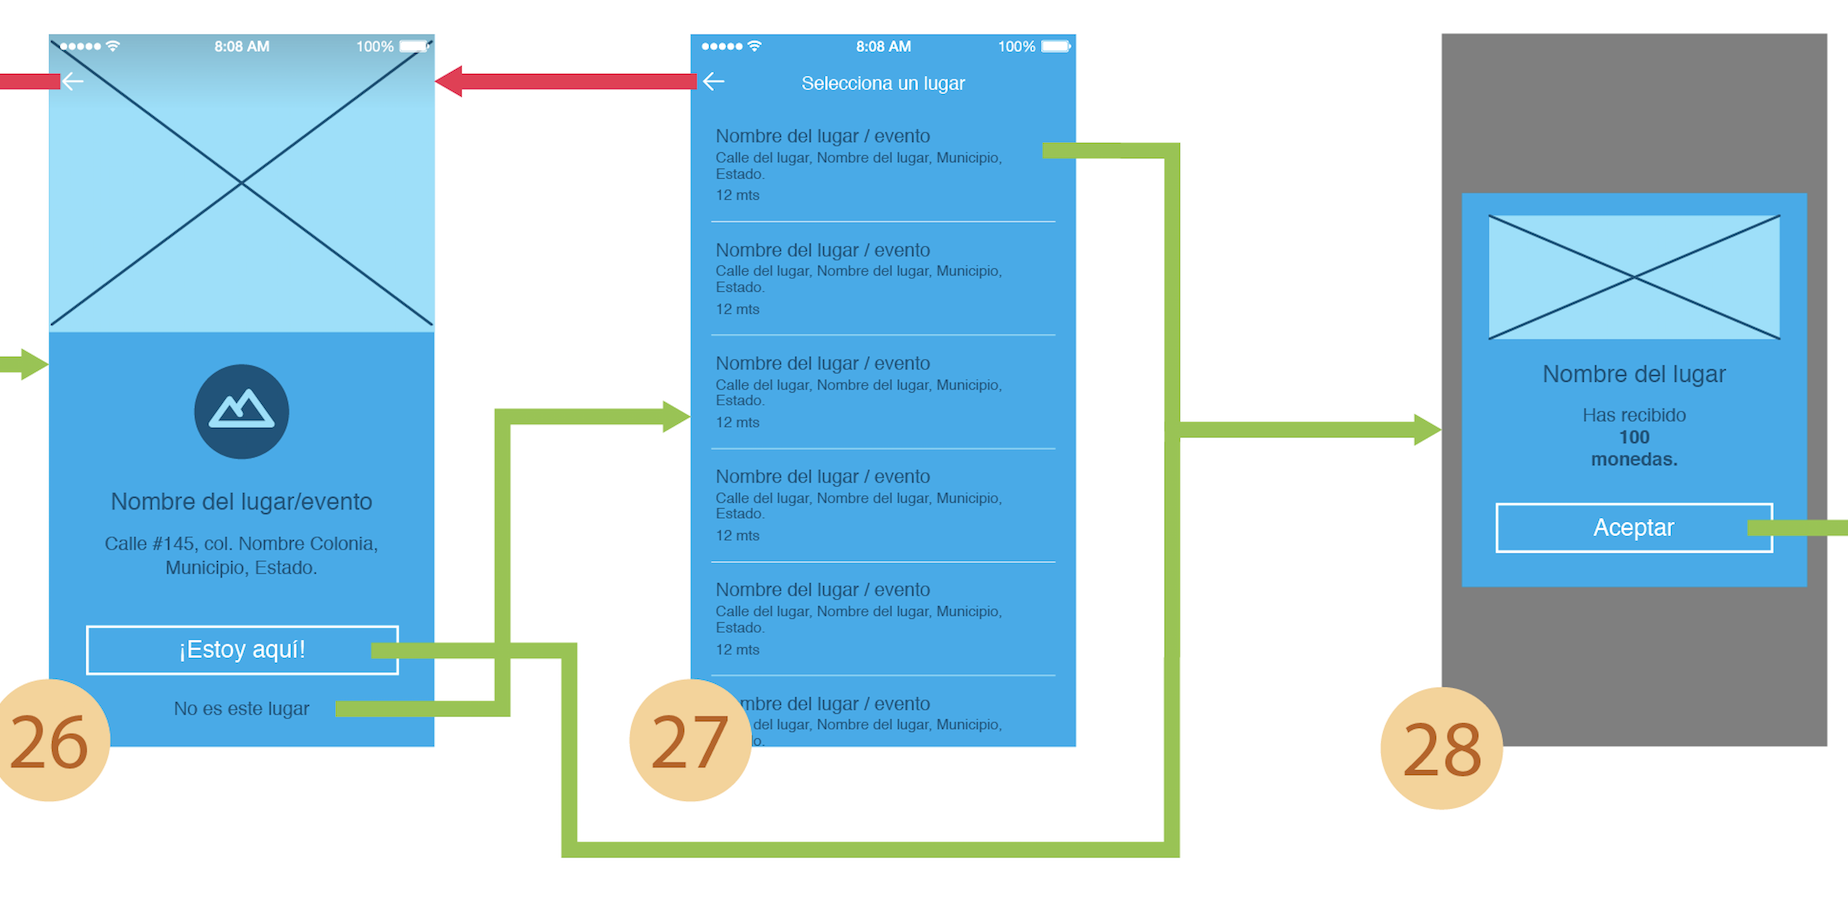 8:08 AM 100%
Nombre del lugar/evento
Calle #145, col. Nombre Colonia,
Municipio, Estado.
¡Estoy aquí!
No es este lugar
26
8:08 AM 100%
Selecciona un lugar
Nombre del lugar / evento
Calle del lugar, Nombre del lugar, Municipio,
Estado.
12 mts
Nombre del lugar / evento
Calle del lugar, Nombre del lugar, Municipio,
Estado.
12 mts
Nombre del lugar / evento
Calle del lugar, Nombre del lugar, Municipio,
Estado.
12 mts
Nombre del lugar / evento
Calle del lugar, Nombre del lugar, Municipio,
Estado.
12 mts
Nombre del lugar / evento
Calle del lugar, Nombre del lugar, Municipio,
Estado.
12 mts
mbre del lugar / evento
del lugar, Nombre del lugar, Municipio,
o.
27
Nombre del lugar
Has recibido
100
monedas.
Aceptar
28